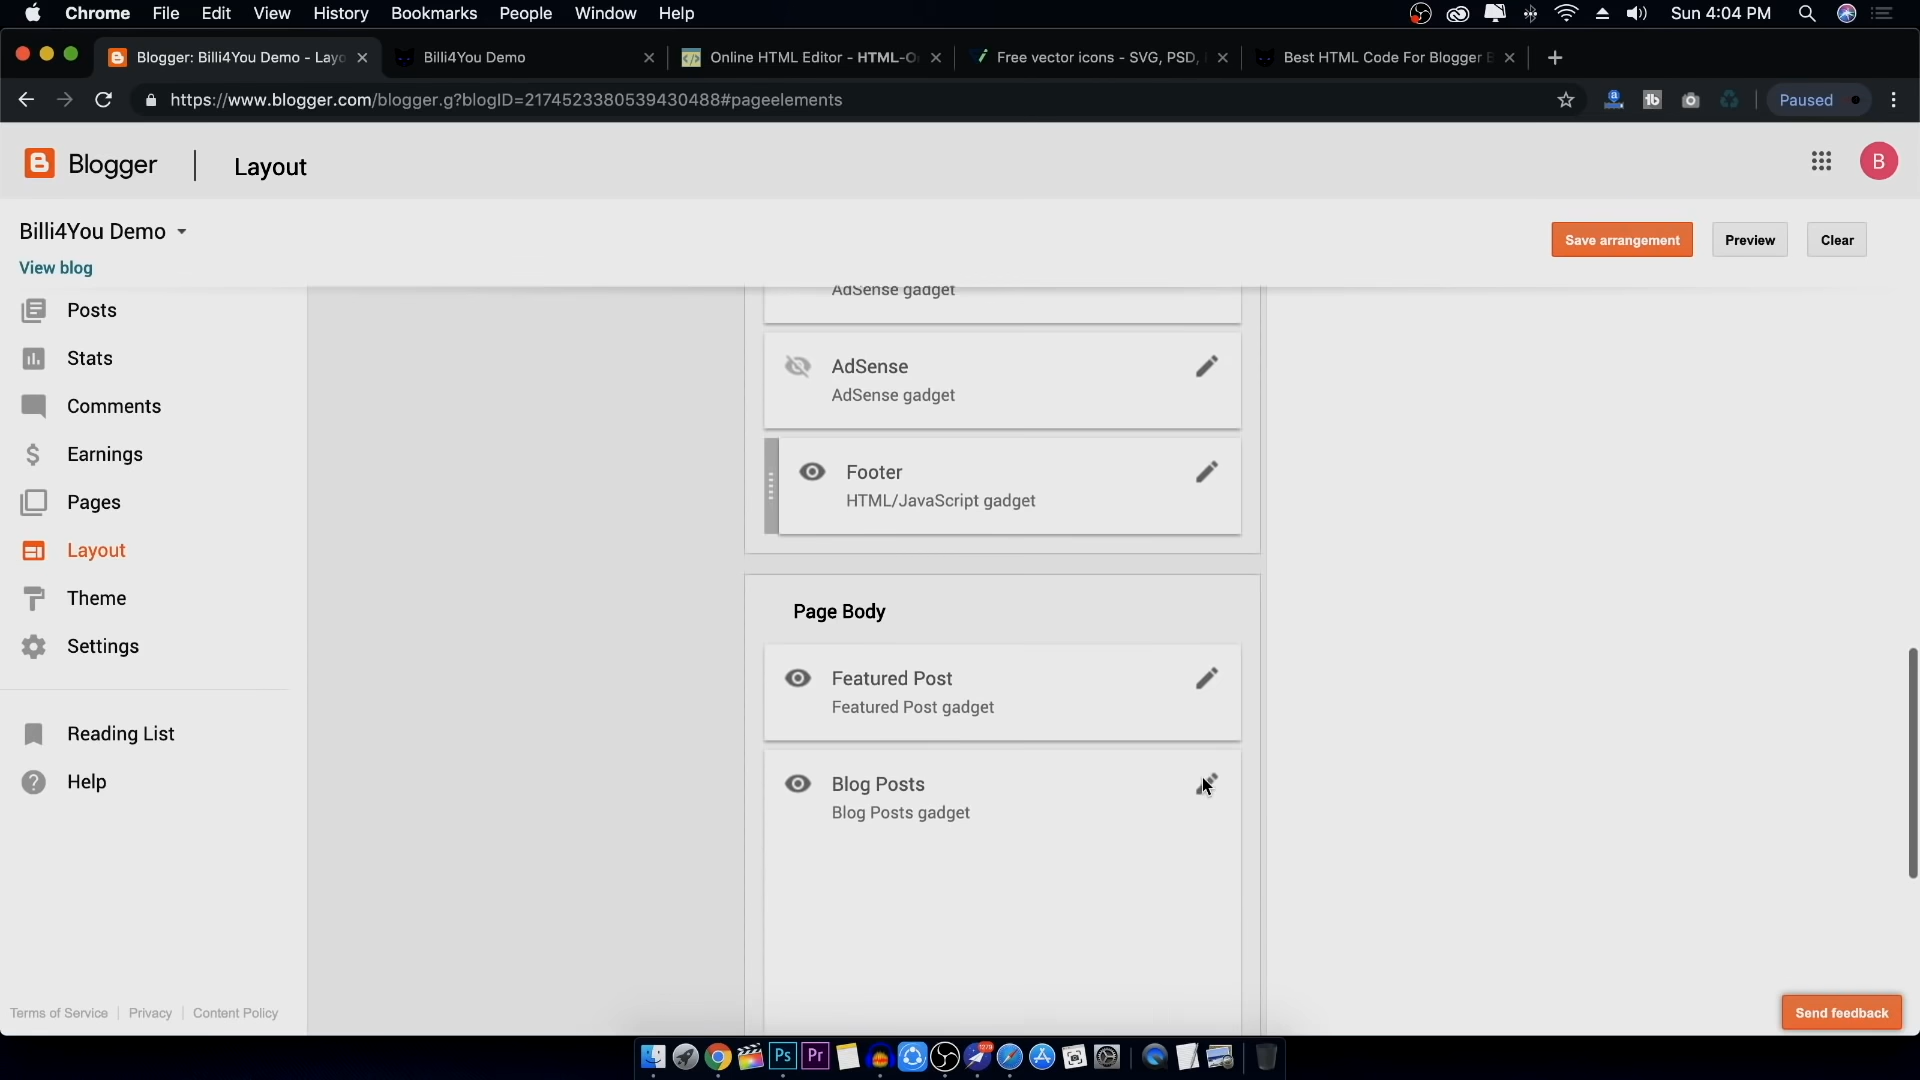 Chrome File Edit View History Bookmarks People Window Help Sun 4:04 PM
Blogger: Billi4You Demo - Layo
Billi4You Demo
Online HTML Editor - HTML-O
Free vector icons - SVG, PSD,
Best HTML Code For Blogger
https://www.blogger.com/blogger.g?blogID=2174523380539430488#pageelements
Paused
Blogger
Layout
B
Billi4You Demo
View blog
Save arrangement
Preview
Clear
Posts
Stats
Comments
Earnings
Pages
Layout
Theme
Settings
Reading List
Help
AdSense gadget
AdSense
AdSense gadget
Footer
HTML/JavaScript gadget
Page Body
Featured Post
Featured Post gadget
Blog Posts
Blog Posts gadget
Terms of Service
Privacy
Content Policy
Send feedback
Ps
Pr